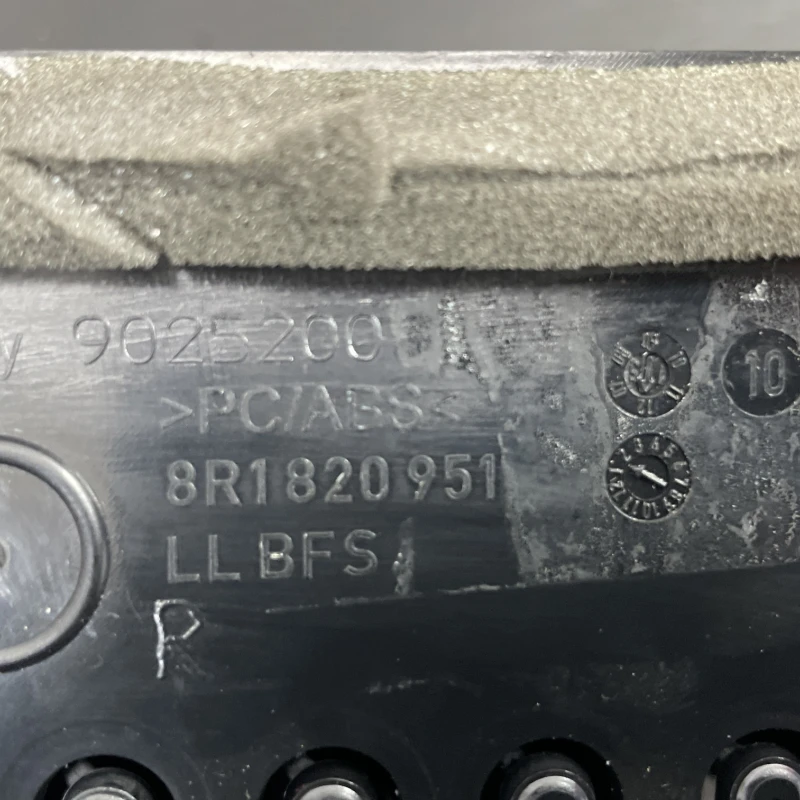 9025200
>PC/ABS<
8R1820951
LL BFS
R
10